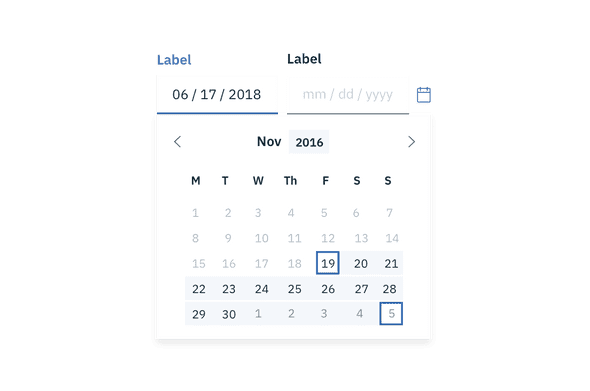 Label Label
06 / 17 / 2018 mm / dd / yyyy
Nov 2016
M T W Th F S S
1 2 3 4 5 6 7
8 9 10 11 12 13 14
15 16 17 18 19 20 21
22 23 24 25 26 27 28
29 30 1 2 3 4 5